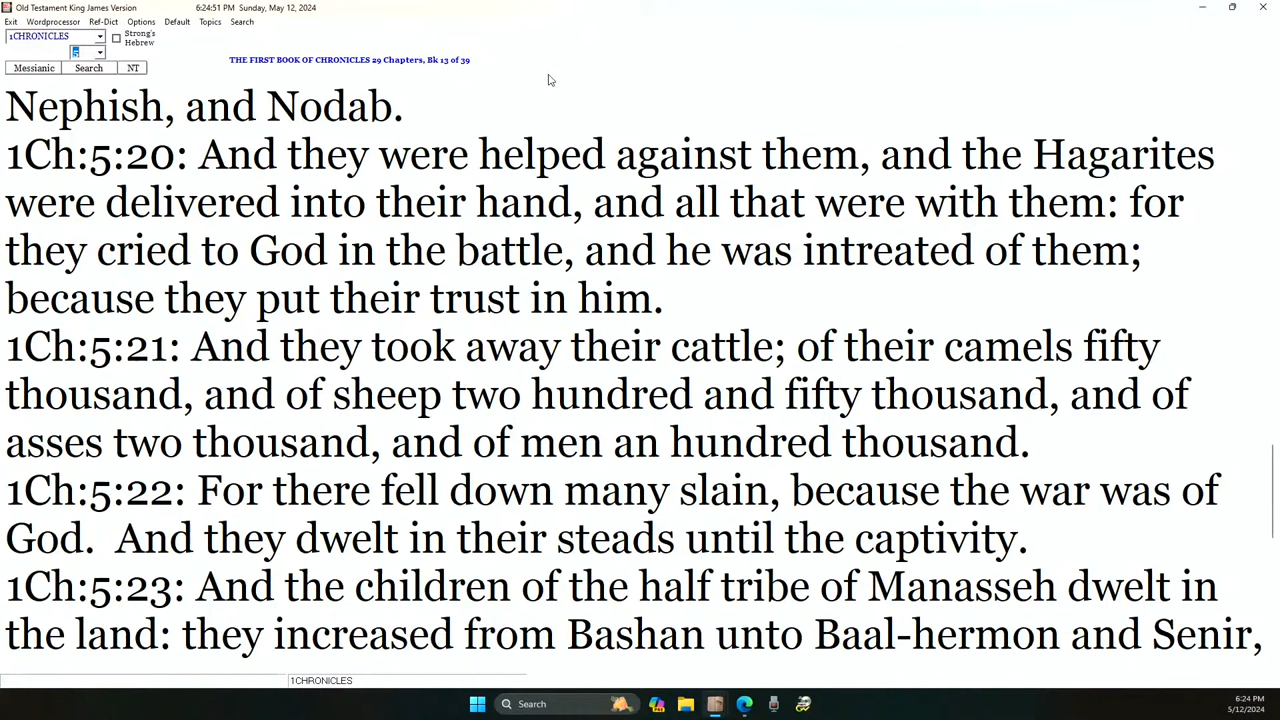 Old Testament King James Version 6:24:51 PM Sunday, May 12, 2024
Exit Wordprocessor Ref-Dict Options Default Topics Search
1CHRONICLES Strong's Hebrew
5
Messianic Search NT
THE FIRST BOOK OF CHRONICLES 29 Chapters, Bk 13 of 39
Nephish, and Nodab.
1Ch:5:20: And they were helped against them, and the Hagarites
were delivered into their hand, and all that were with them: for
they cried to God in the battle, and he was intreated of them;
because they put their trust in him.
1Ch:5:21: And they took away their cattle; of their camels fifty
thousand, and of sheep two hundred and fifty thousand, and of
asses two thousand, and of men an hundred thousand.
1Ch:5:22: For there fell down many slain, because the war was of
God.  And they dwelt in their steads until the captivity.
1Ch:5:23: And the children of the half tribe of Manasseh dwelt in
the land: they increased from Bashan unto Baal-hermon and Senir,
1CHRONICLES
Search
6:24 PM
5/12/2024